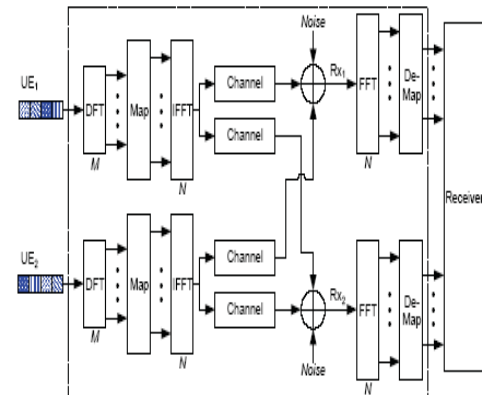 Noise
UE1
DFT
Map
IFFT
Channel
Channel
Rx1
FFT
De-
Map
M
N
N
Receiver
UE2
DFT
Map
IFFT
Channel
Channel
Rx2
FFT
De-
Map
M
N
Noise
N